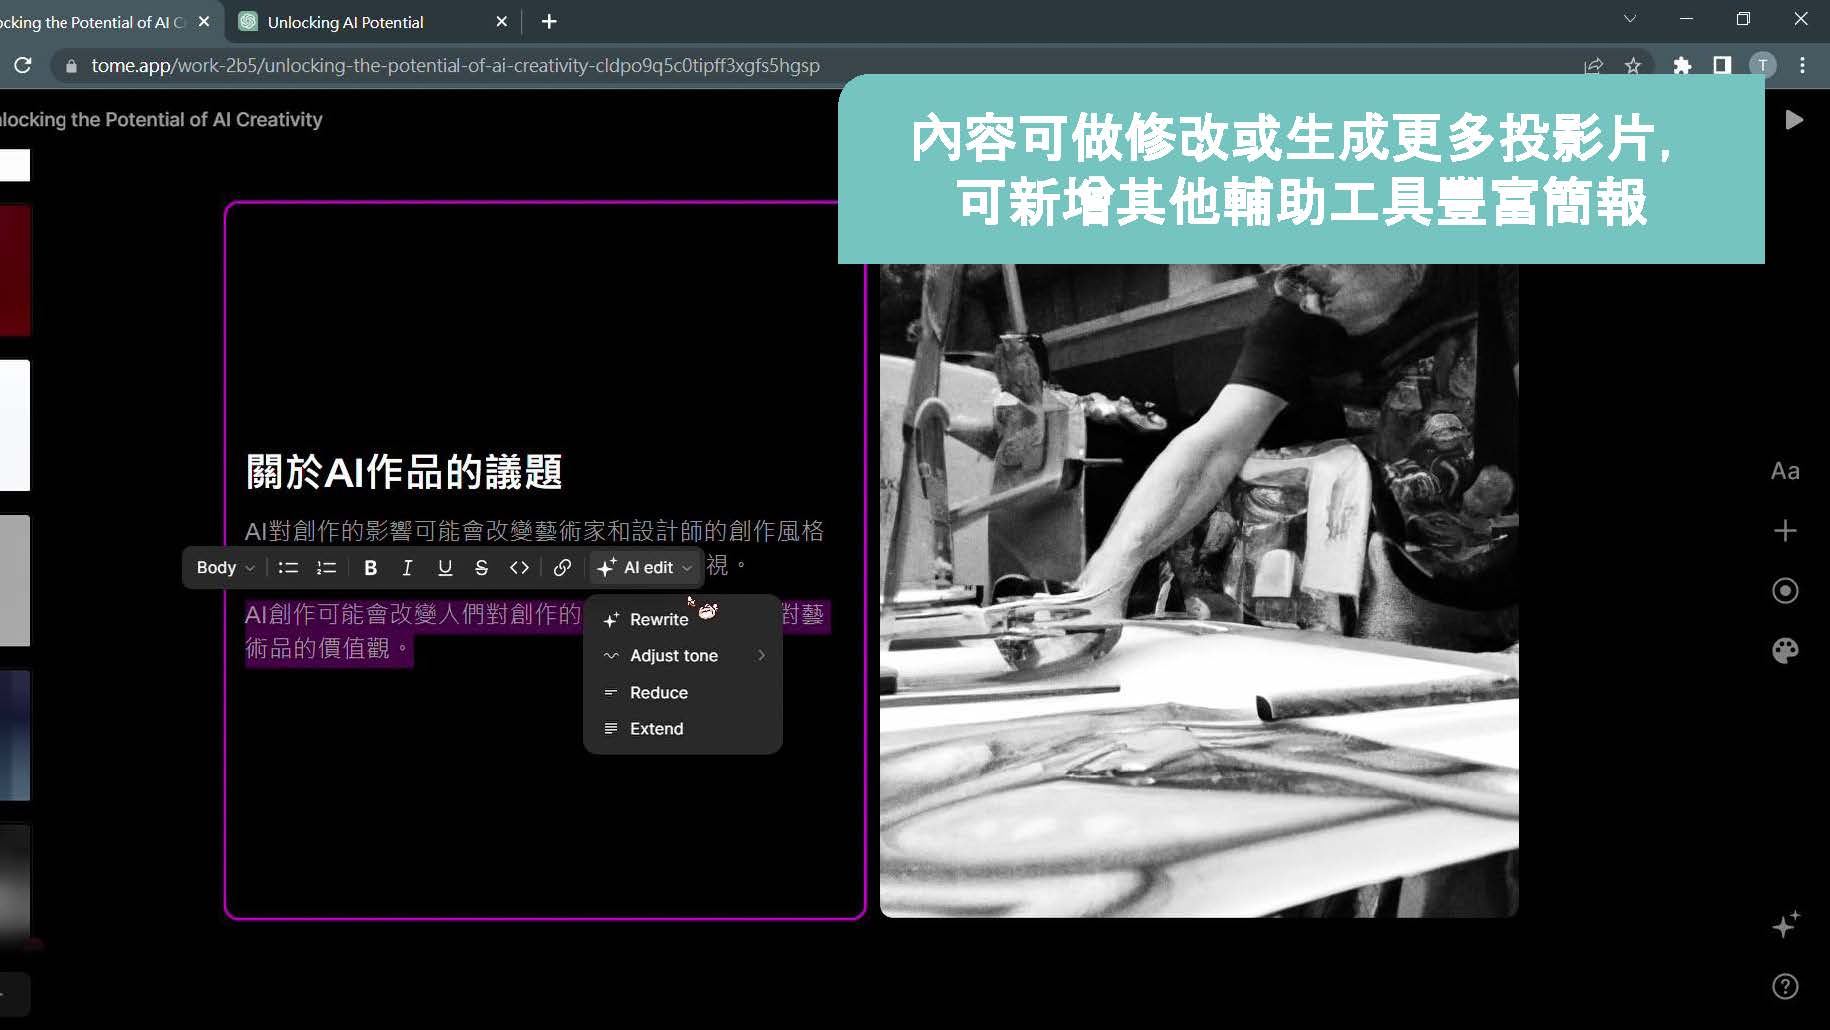 cking the Potential of AI C
Unlocking AI Potential
tome.app/work-2b5/unlocking-the-potential-of-ai-creativity-cldpo9q5c0tipff3xgfs5hgsp
T
內容可做修改或生成更多投影片,
可新增其他輔助工具豐富簡報
locking the Potential of AI Creativity
Aa
關於AI作品的議題
AI對創作的影響可能會改變藝術家和設計師的創作風格
視。
Body B I U S <> AI edit
AI創作可能會改變人們對創作的 對藝
術品的價值觀。
Rewrite
Adjust tone
Reduce
Extend
?